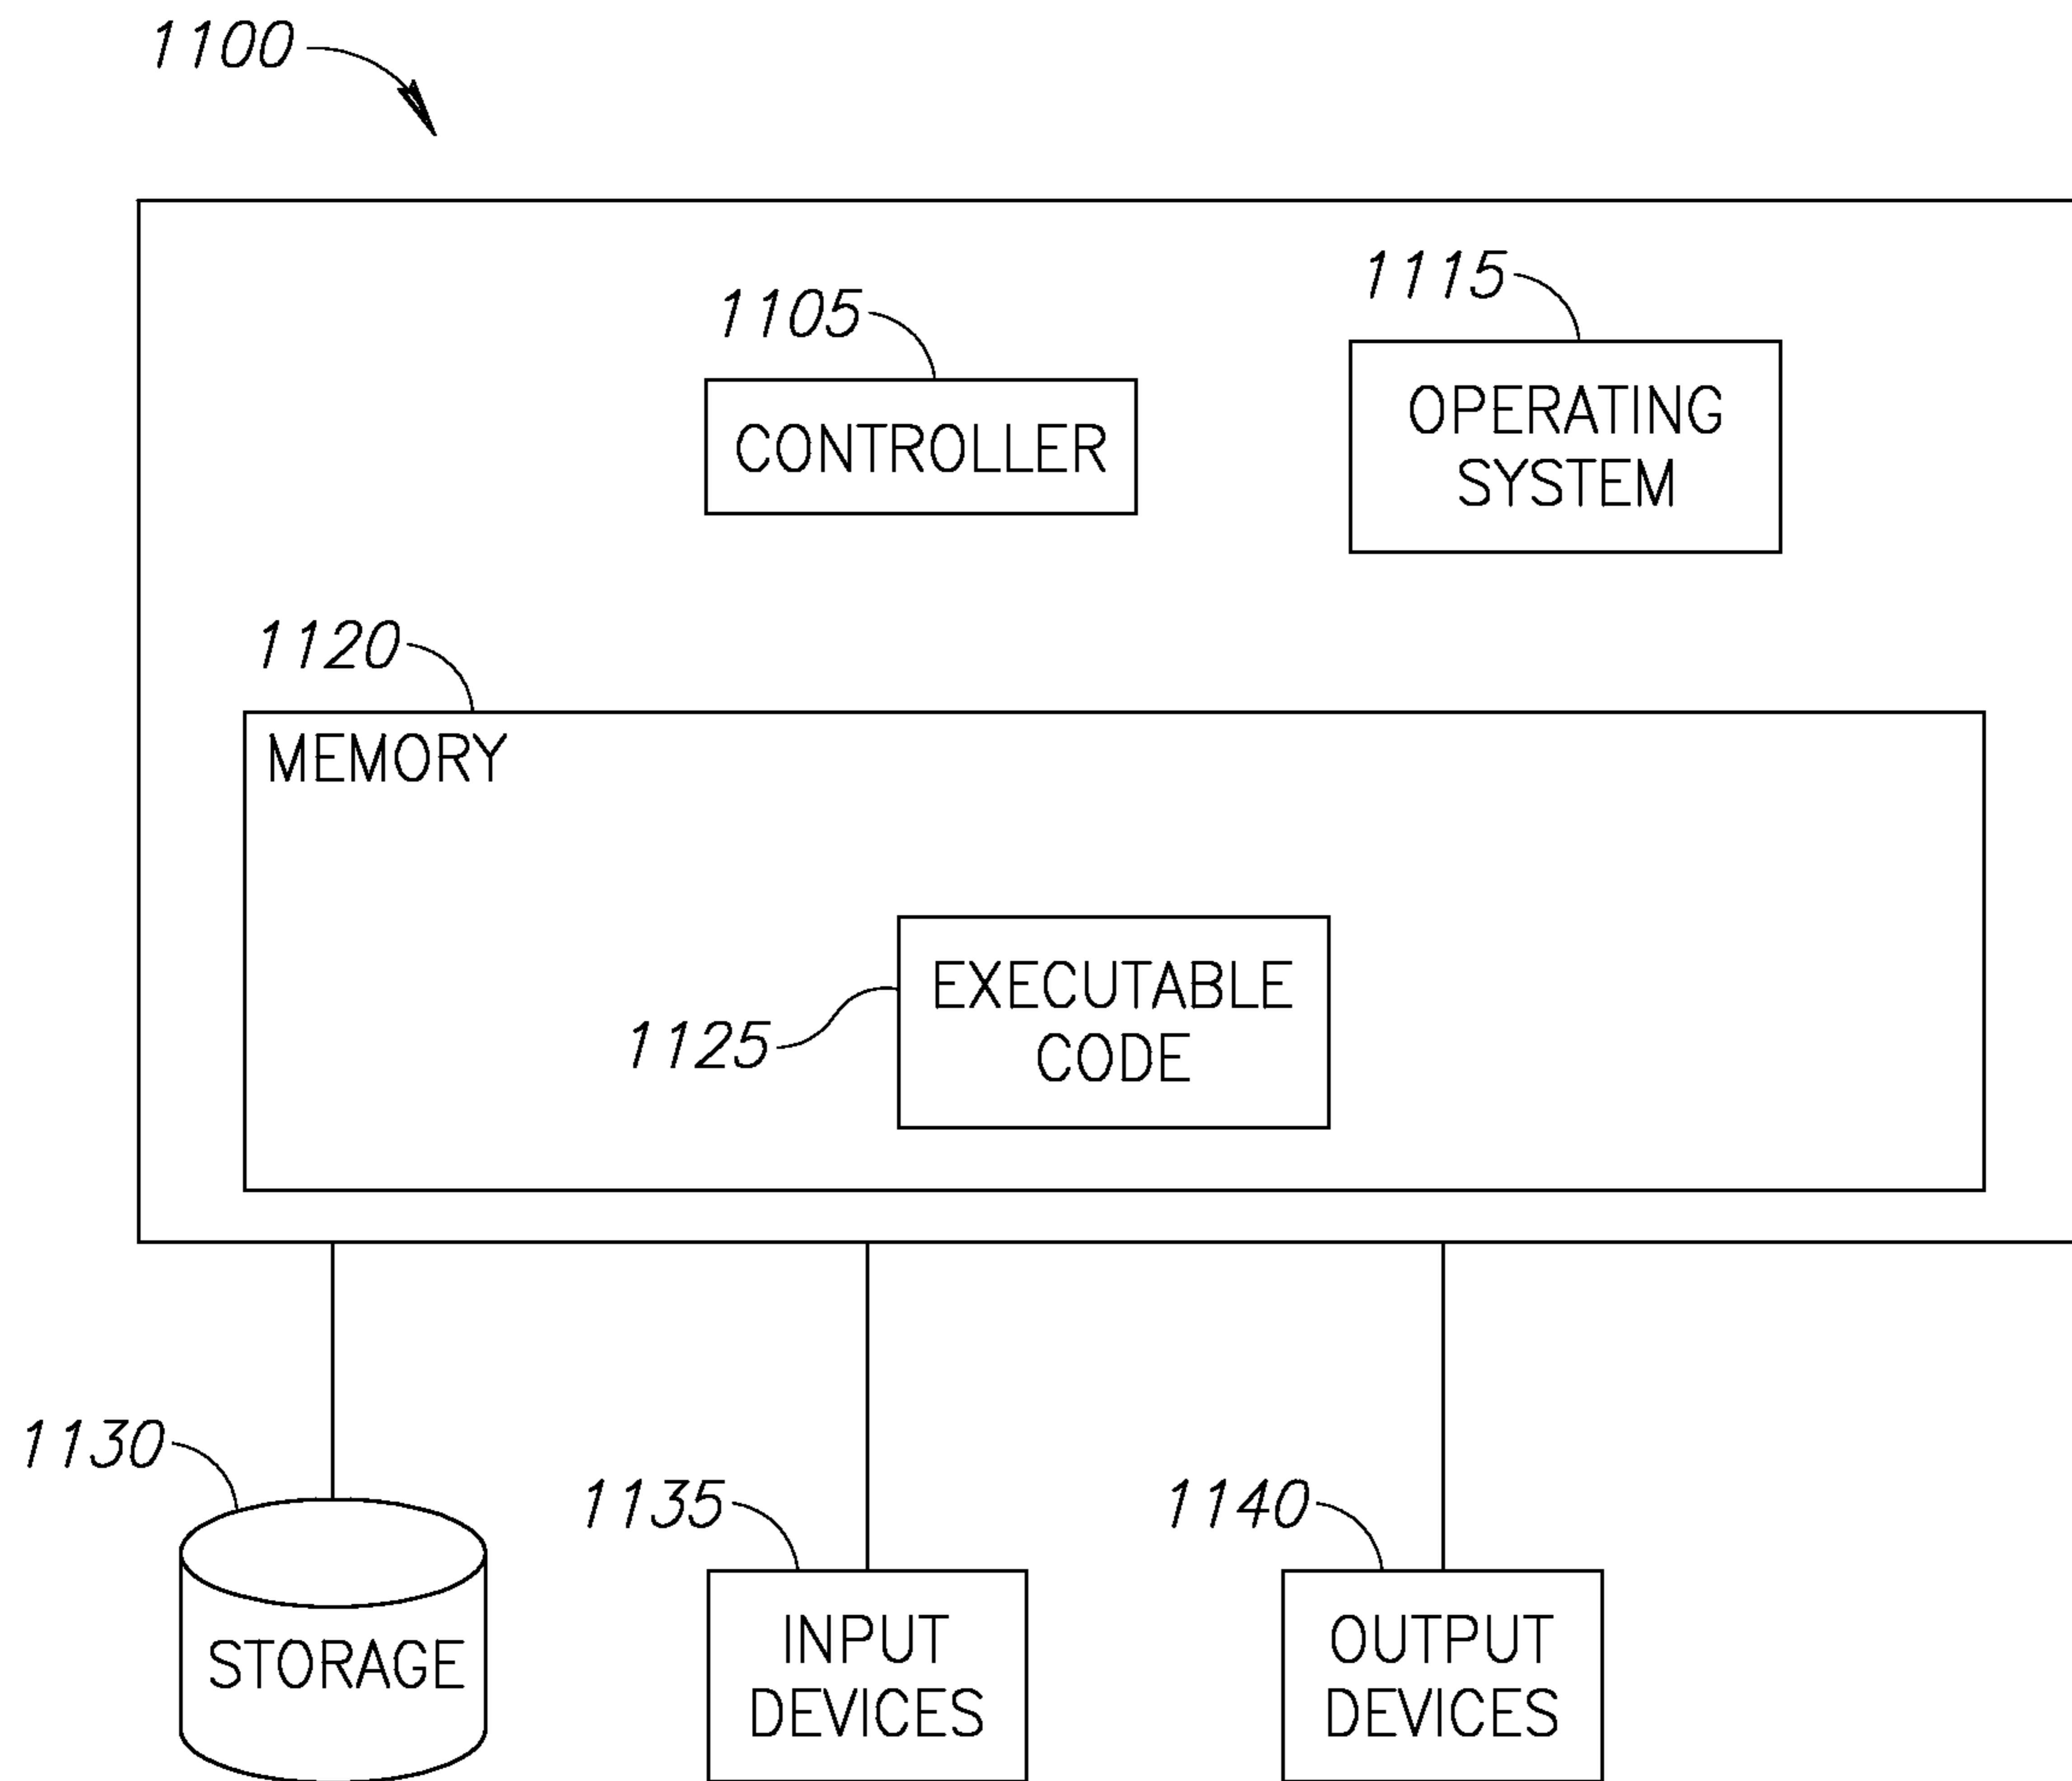 1100
1105
1115
CONTROLLER
OPERATING
SYSTEM
1120
MEMORY
1125
EXECUTABLE
CODE
1130
1135
1140
STORAGE
INPUT
DEVICES
OUTPUT
DEVICES